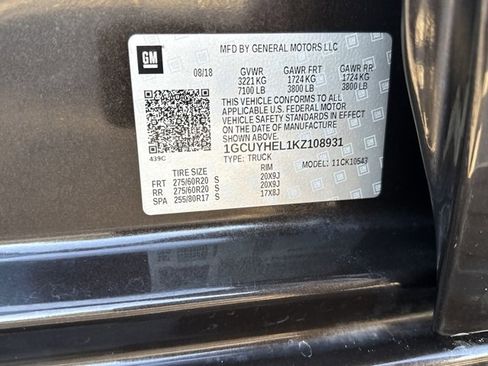 GM
MFD BY GENERAL MOTORS LLC
08/18 GVWR GAWR FRT GAWR RR
3221 KG 1724 KG 1724 KG
7100 LB 3800 LB 3800 LB
THIS VEHICLE CONFORMS TO ALL
APPLICABLE U.S. FEDERAL MOTOR
VEHICLE SAFETY STANDARDS IN EFFECT
ON THE DATE OF MANUFACTURE SHOWN ABOVE.
1GCUYHEL1KZ108931
439C TYPE: TRUCK MODEL: 11CK10543
TIRE SIZE RIM
FRT 275/60R20 S 20X9J
RR 275/60R20 S 20X9J
SPA 255/80R17 S 17X8J